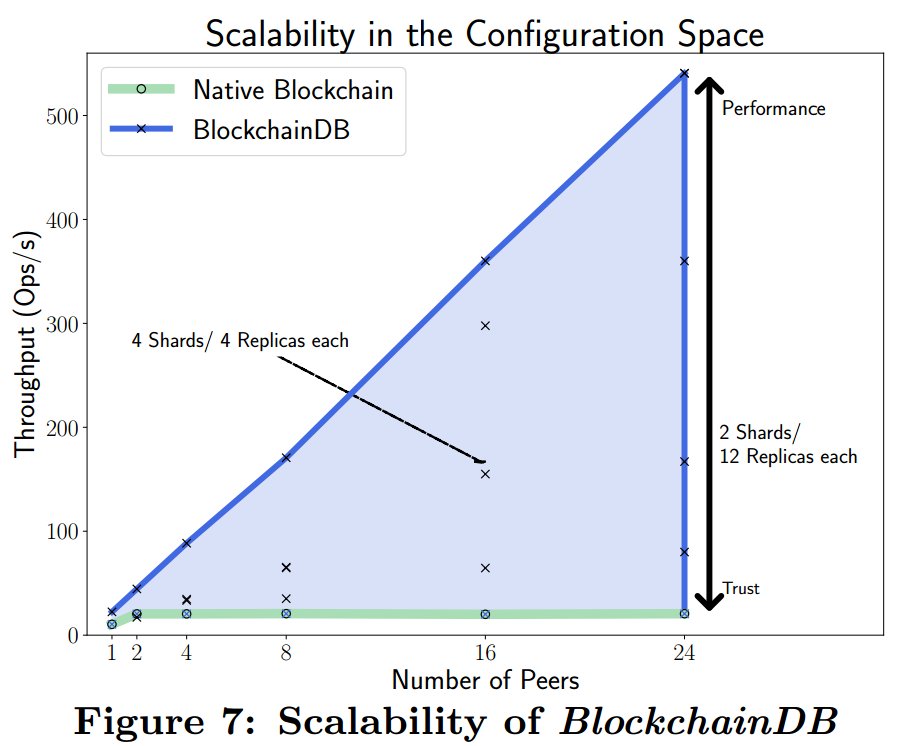 Scalability in the Configuration Space
Native Blockchain
BlockchainDB
Throughput (Ops/s)
500
400
300
200
100
0
Performance
4 Shards/ 4 Replicas each
2 Shards/
12 Replicas each
Trust
1 2 4 8 16 24
Number of Peers
Figure 7: Scalability of BlockchainDB